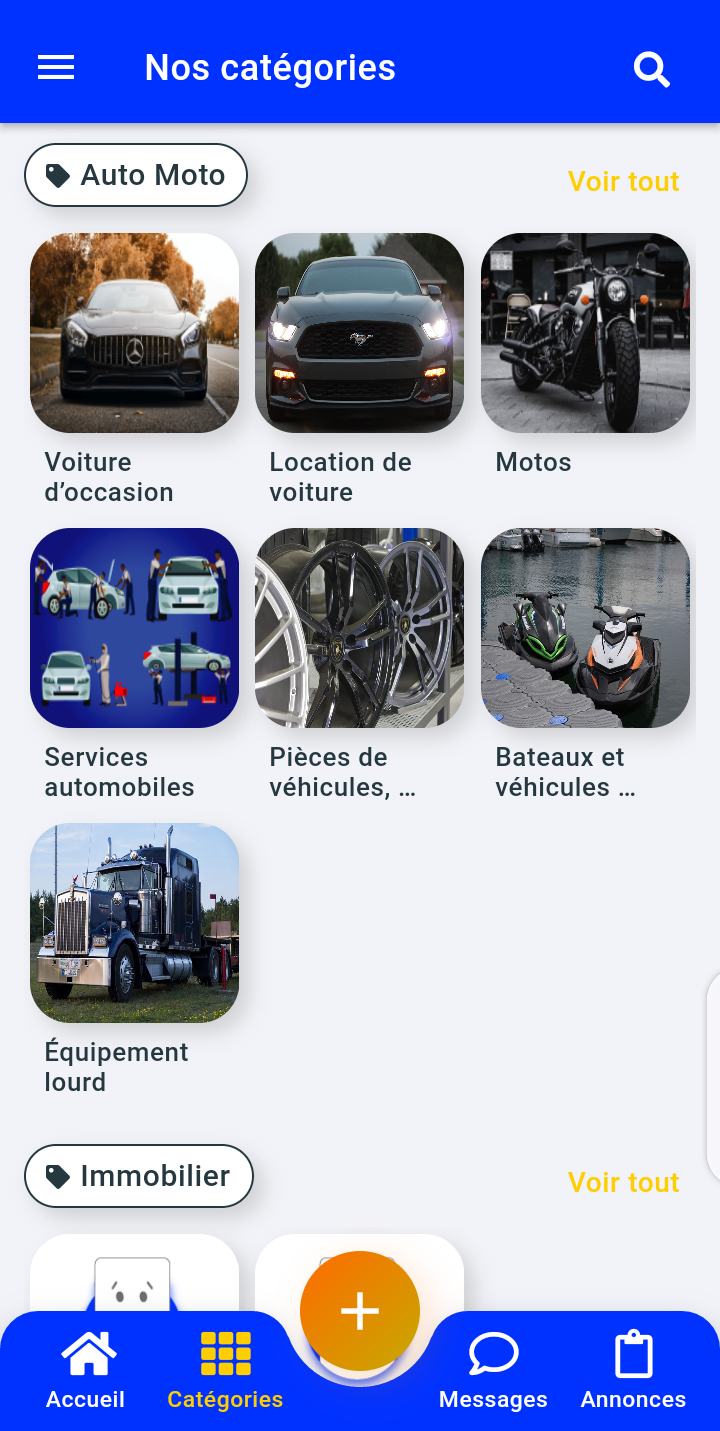 Nos catégories
Auto Moto
Voir tout
Voiture
d’occasion
Location de
voiture
Motos
Services
automobiles
Pièces de
véhicules, ...
Bateaux et
véhicules ...
Équipement
lourd
Immobilier
Voir tout
Accueil
Catégories
Messages
Annonces